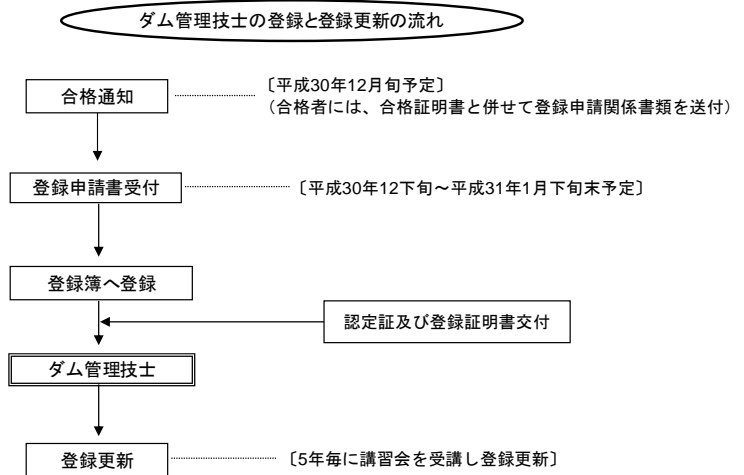 ダム管理技士の登録と登録更新の流れ
合格通知
〔平成30年12月旬予定〕
（合格者には、合格証明書と併せて登録申請関係書類を送付）
登録申請書受付
〔平成30年12下旬～平成31年1月下旬末予定〕
登録簿へ登録
認定証及び登録証明書交付
ダム管理技士
登録更新
〔5年毎に講習会を受講し登録更新〕